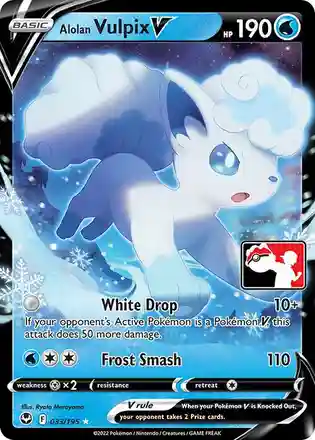 BASIC
Alolan Vulpix V HP 190
White Drop 10+
If your opponent's Active Pokémon is a Pokémon V, this
attack does 50 more damage.
Frost Smash 110
weakness ×2 resistance retreat
Illus. Ryota Murayama
F 033/195
V rule When your Pokémon V is Knocked Out,
your opponent takes 2 Prize cards.
©2022 Pokémon / Nintendo / Creatures / GAME FREAK